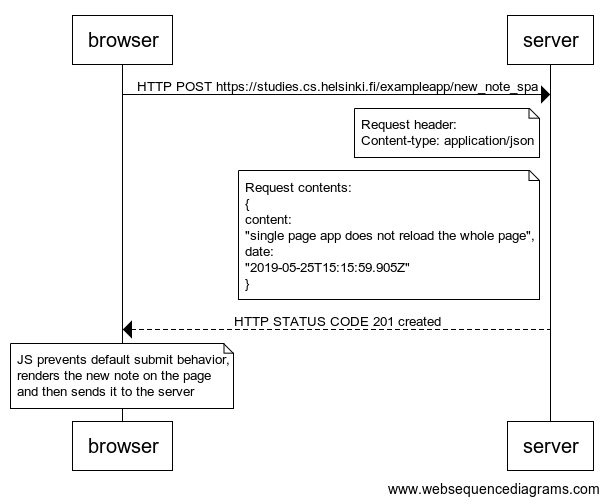 browser
server
HTTP POST https://studies.cs.helsinki.fi/exampleapp/new_note_spa
Request header:
Content-type: application/json
Request contents:
{
content:
"single page app does not reload the whole page",
date:
"2019-05-25T15:15:59.905Z"
}
HTTP STATUS CODE 201 created
JS prevents default submit behavior,
renders the new note on the page
and then sends it to the server
browser
server
www.websequencediagrams.com